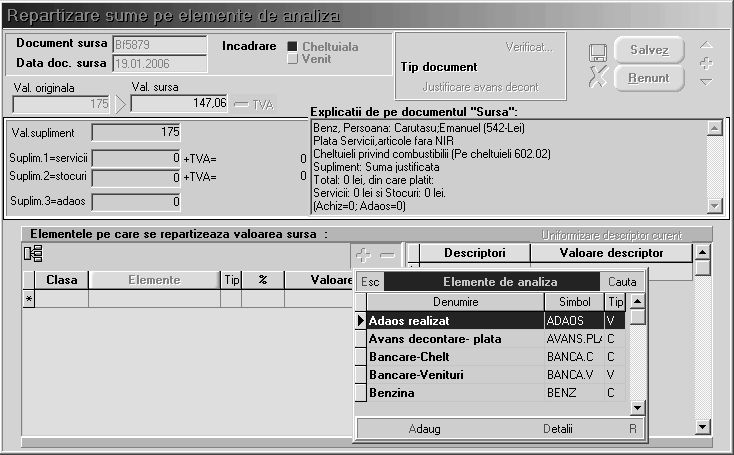 Repartizare sume pe elemente de analiza
Document sursa Bf5879 Incadrare Cheltuiala Verificat... Salvez
Data doc. sursa 19.01.2006 Venit Tip document Renunt
Justificare avans decont
Val. originala Val. sursa
175 147,06 TVA
Explicatii de pe documentul "Sursa":
Val.supliment 175
Suplim.1=servicii 0 +TVA= 0
Suplim.2=stocuri 0 +TVA= 0
Suplim.3=adaos 0
Benz, Persoana: Carutasu;Emanuel (542-Lei)
Plata Servicii,articole fara NIR
Cheltuieli privind combustibilii (Pe cheltuieli 602.02)
Supliment: Suma justificata
Total: 0 lei, din care platit:
Servicii: 0 lei si Stocuri: 0 lei.
(Achiz=0; Adaos=0)
Elementele pe care se repartizeaza valoarea sursa : Uniformizare descriptor curent
Descriptori Valoare descriptor
Clasa Elemente Tip % Valoare
*
Esc Elemente de analiza Cauta
Denumire Simbol Tip
Adaos realizat ADAOS V
Avans decontare- plata AVANS.PLA C
Bancare-Chelt BANCA.C C
Bancare-Venituri BANCA.V V
Benzina BENZ C
Adaug Detalii R